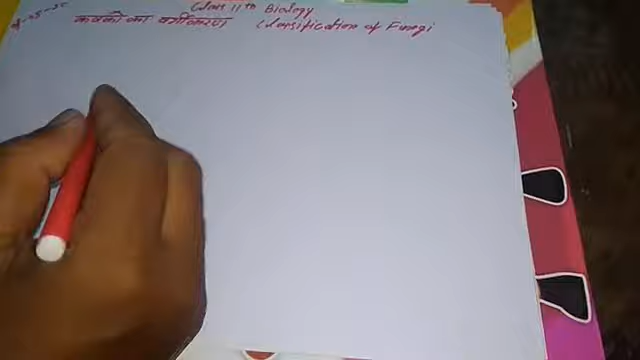 Class 11th Biology
कवकों का वर्गीकरण Classification of Fungi